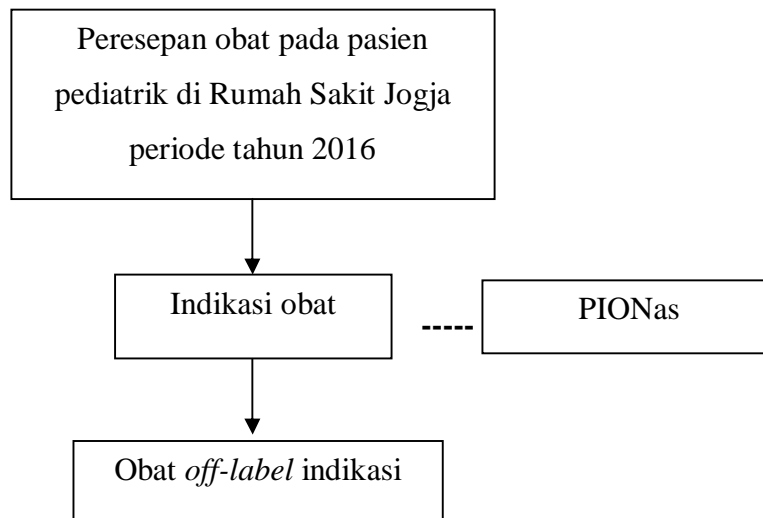 Peresepan obat pada pasien
pediatrik di Rumah Sakit Jogja
periode tahun 2016
Indikasi obat
PIONas
Obat off-label indikasi